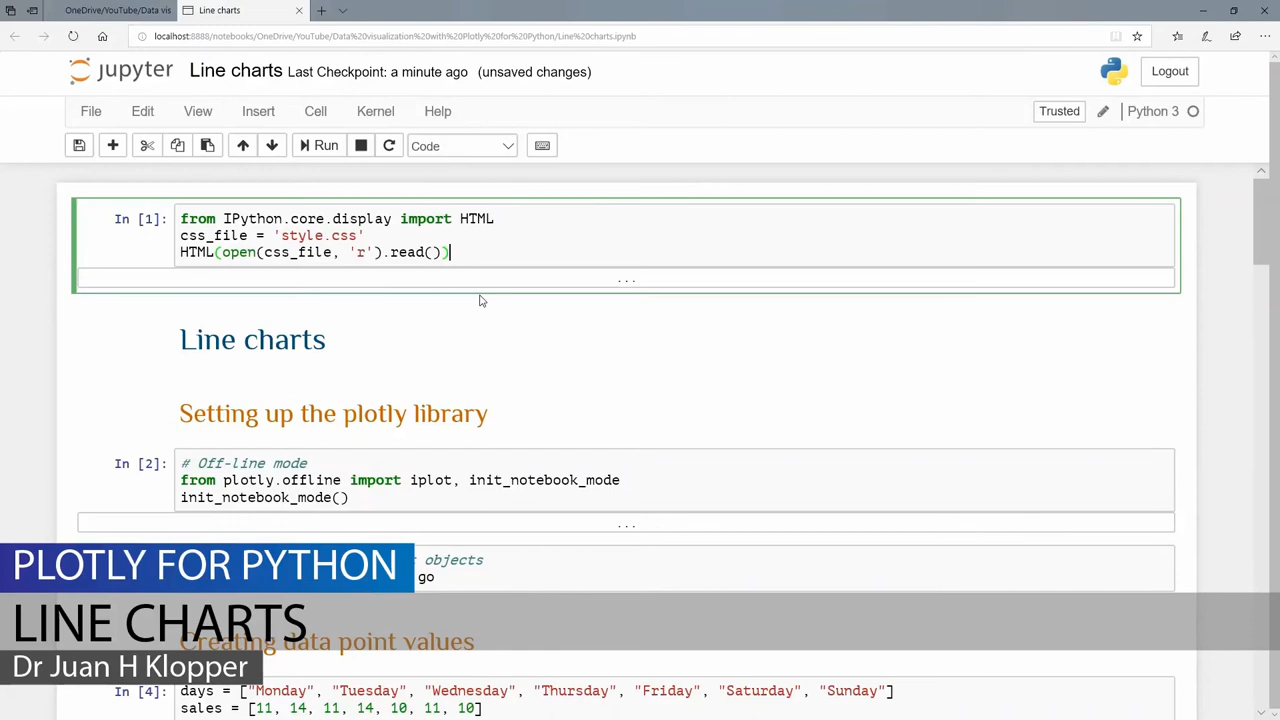 OneDrive/YouTube/Data vis
Line charts
localhost:8888/notebooks/OneDrive/YouTube/Data%20visualization%20with%20Plotly%20for%20Python/Line%20charts.ipynb
jupyter Line charts Last Checkpoint: a minute ago (unsaved changes)
Logout
File Edit View Insert Cell Kernel Help
Trusted Python 3
Run Code
In [1]: from IPython.core.display import HTML
css_file = 'style.css'
HTML(open(css_file, 'r').read())
...
Line charts
Setting up the plotly library
In [2]: # Off-line mode
from plotly.offline import iplot, init_notebook_mode
init_notebook_mode()
...
objects
go
PLOTLY FOR PYTHON
LINE CHARTS
Creating data point values
Dr Juan H Klopper
In [4]: days = ["Monday", "Tuesday", "Wednesday", "Thursday", "Friday", "Saturday", "Sunday"]
sales = [11, 14, 11, 14, 10, 11, 10]